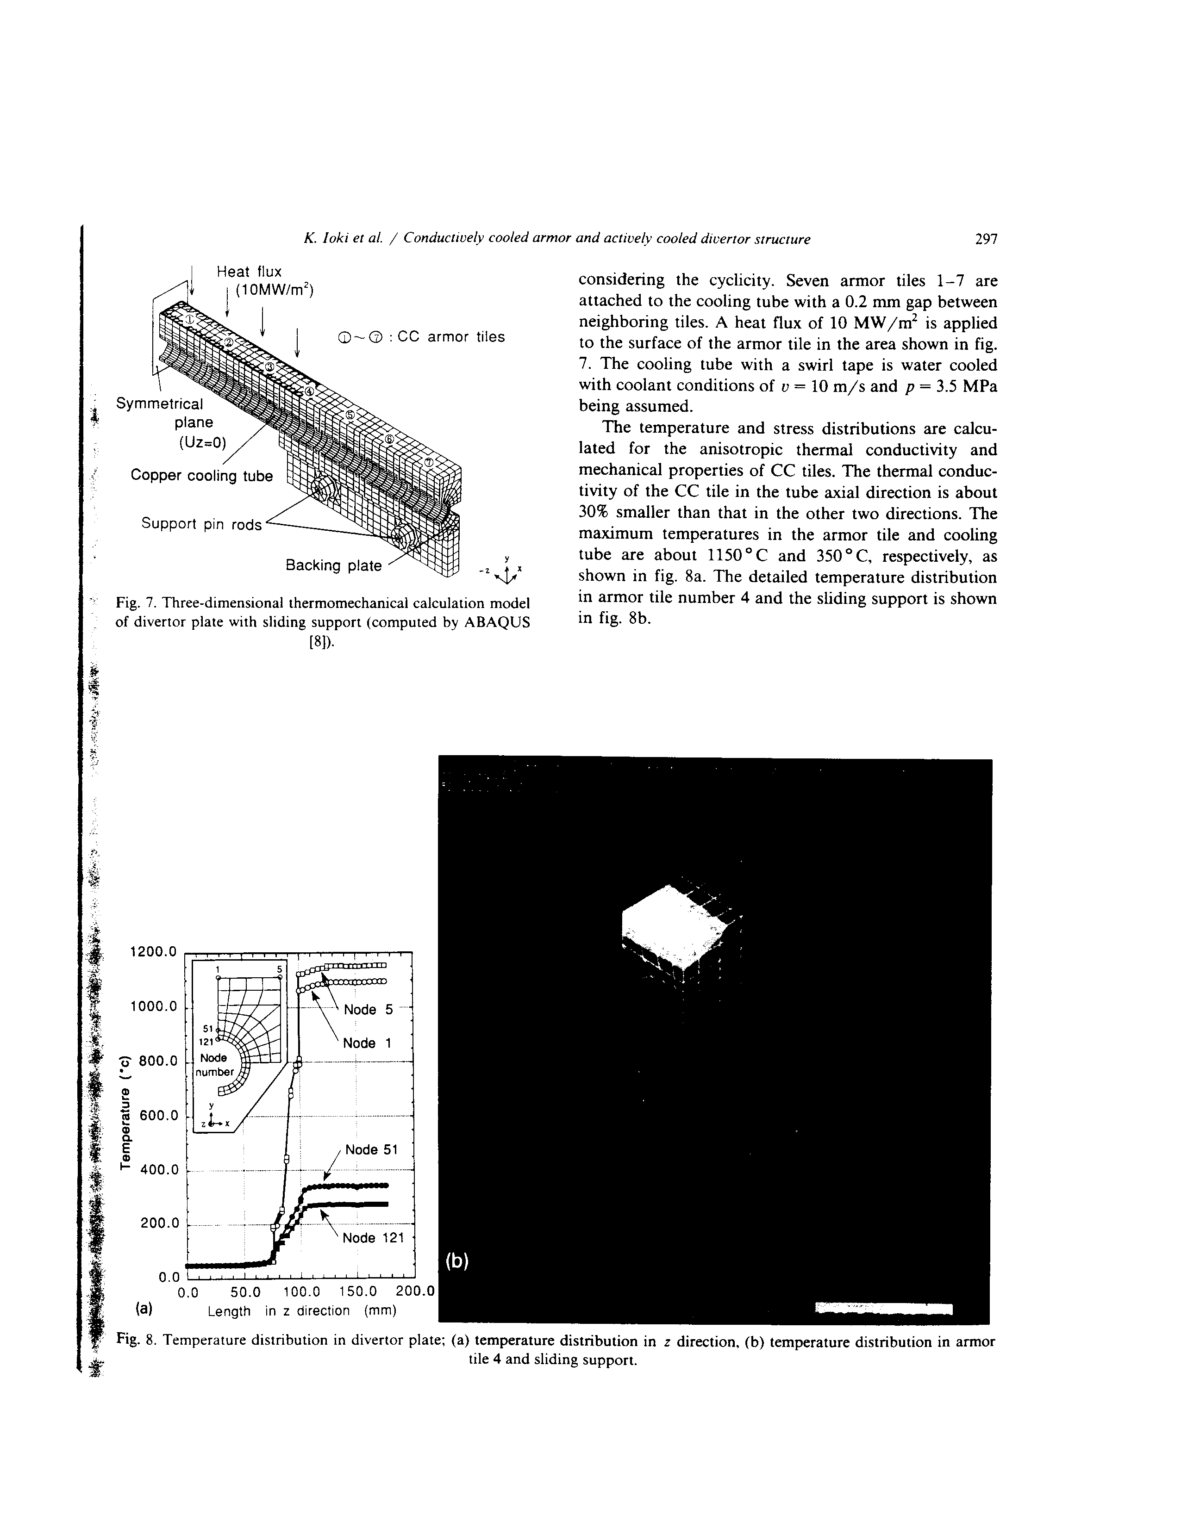 K. Ioki et al. / Conductively cooled armor and actively cooled divertor structure
297
Heat flux
(10MW/m²)
①~⑦ : CC armor tiles
①
②
③
④
⑤
⑥
⑦
Symmetrical
plane
(Uz=0)
Copper cooling tube
Support pin rods
Backing plate
y
-z
x
Fig. 7. Three-dimensional thermomechanical calculation model
of divertor plate with sliding support (computed by ABAQUS
[8]).
considering the cyclicity. Seven armor tiles 1–7 are
attached to the cooling tube with a 0.2 mm gap between
neighboring tiles. A heat flux of 10 MW/m² is applied
to the surface of the armor tile in the area shown in fig.
7. The cooling tube with a swirl tape is water cooled
with coolant conditions of v = 10 m/s and p = 3.5 MPa
being assumed.
The temperature and stress distributions are calcu-
lated for the anisotropic thermal conductivity and
mechanical properties of CC tiles. The thermal conduc-
tivity of the CC tile in the tube axial direction is about
30% smaller than that in the other two directions. The
maximum temperatures in the armor tile and cooling
tube are about 1150°C and 350°C, respectively, as
shown in fig. 8a. The detailed temperature distribution
in armor tile number 4 and the sliding support is shown
in fig. 8b.
1200.0
1000.0
800.0
600.0
400.0
200.0
0.0
Temperature (°c)
1
5
51
121
Node
number
y
z
x
Node 5
Node 1
Node 51
Node 121
0.0 50.0 100.0 150.0 200.0
(a)
Length in z direction (mm)
(b)
Fig. 8. Temperature distribution in divertor plate; (a) temperature distribution in z direction, (b) temperature distribution in armor
tile 4 and sliding support.